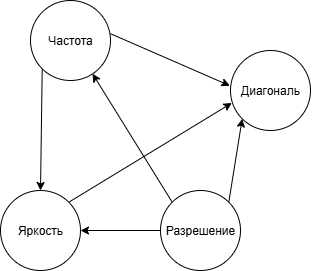 Частота
Диагональ
Яркость
Разрешение